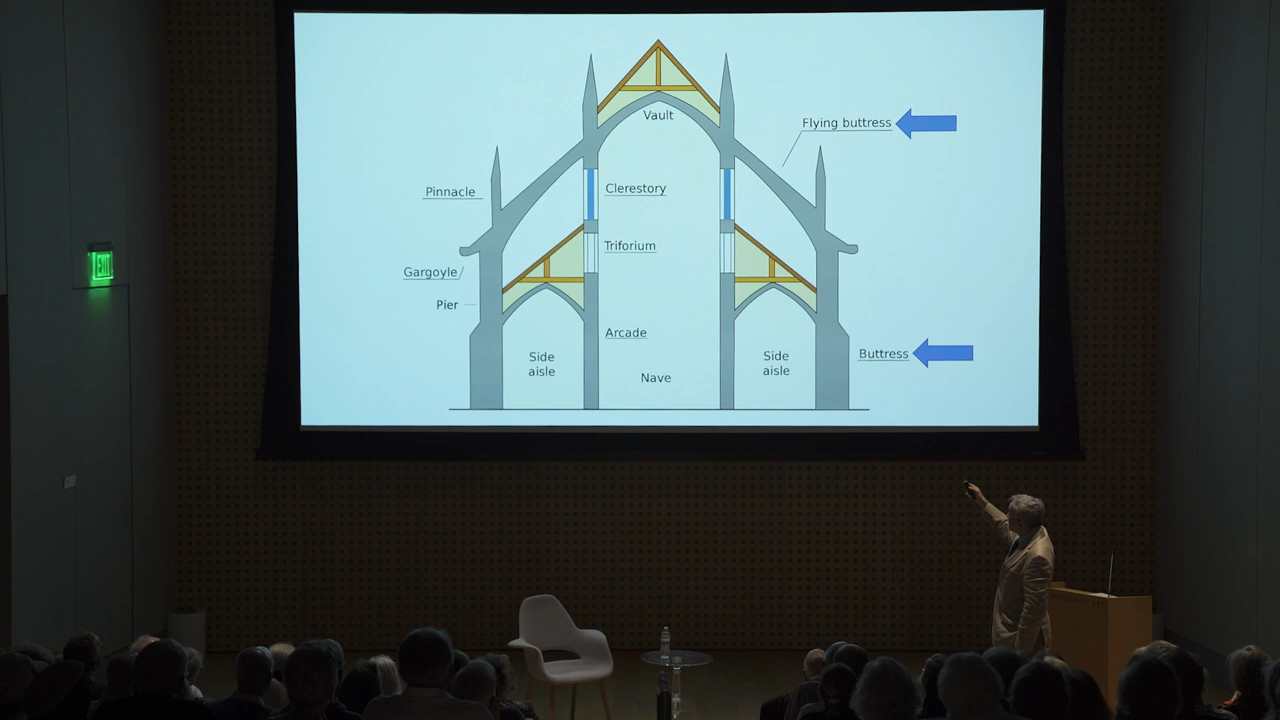 Vault
Flying buttress
Pinnacle
Clerestory
Triforium
Gargoyle
Pier
Arcade
Side
aisle
Nave
Side
aisle
Buttress
EXIT